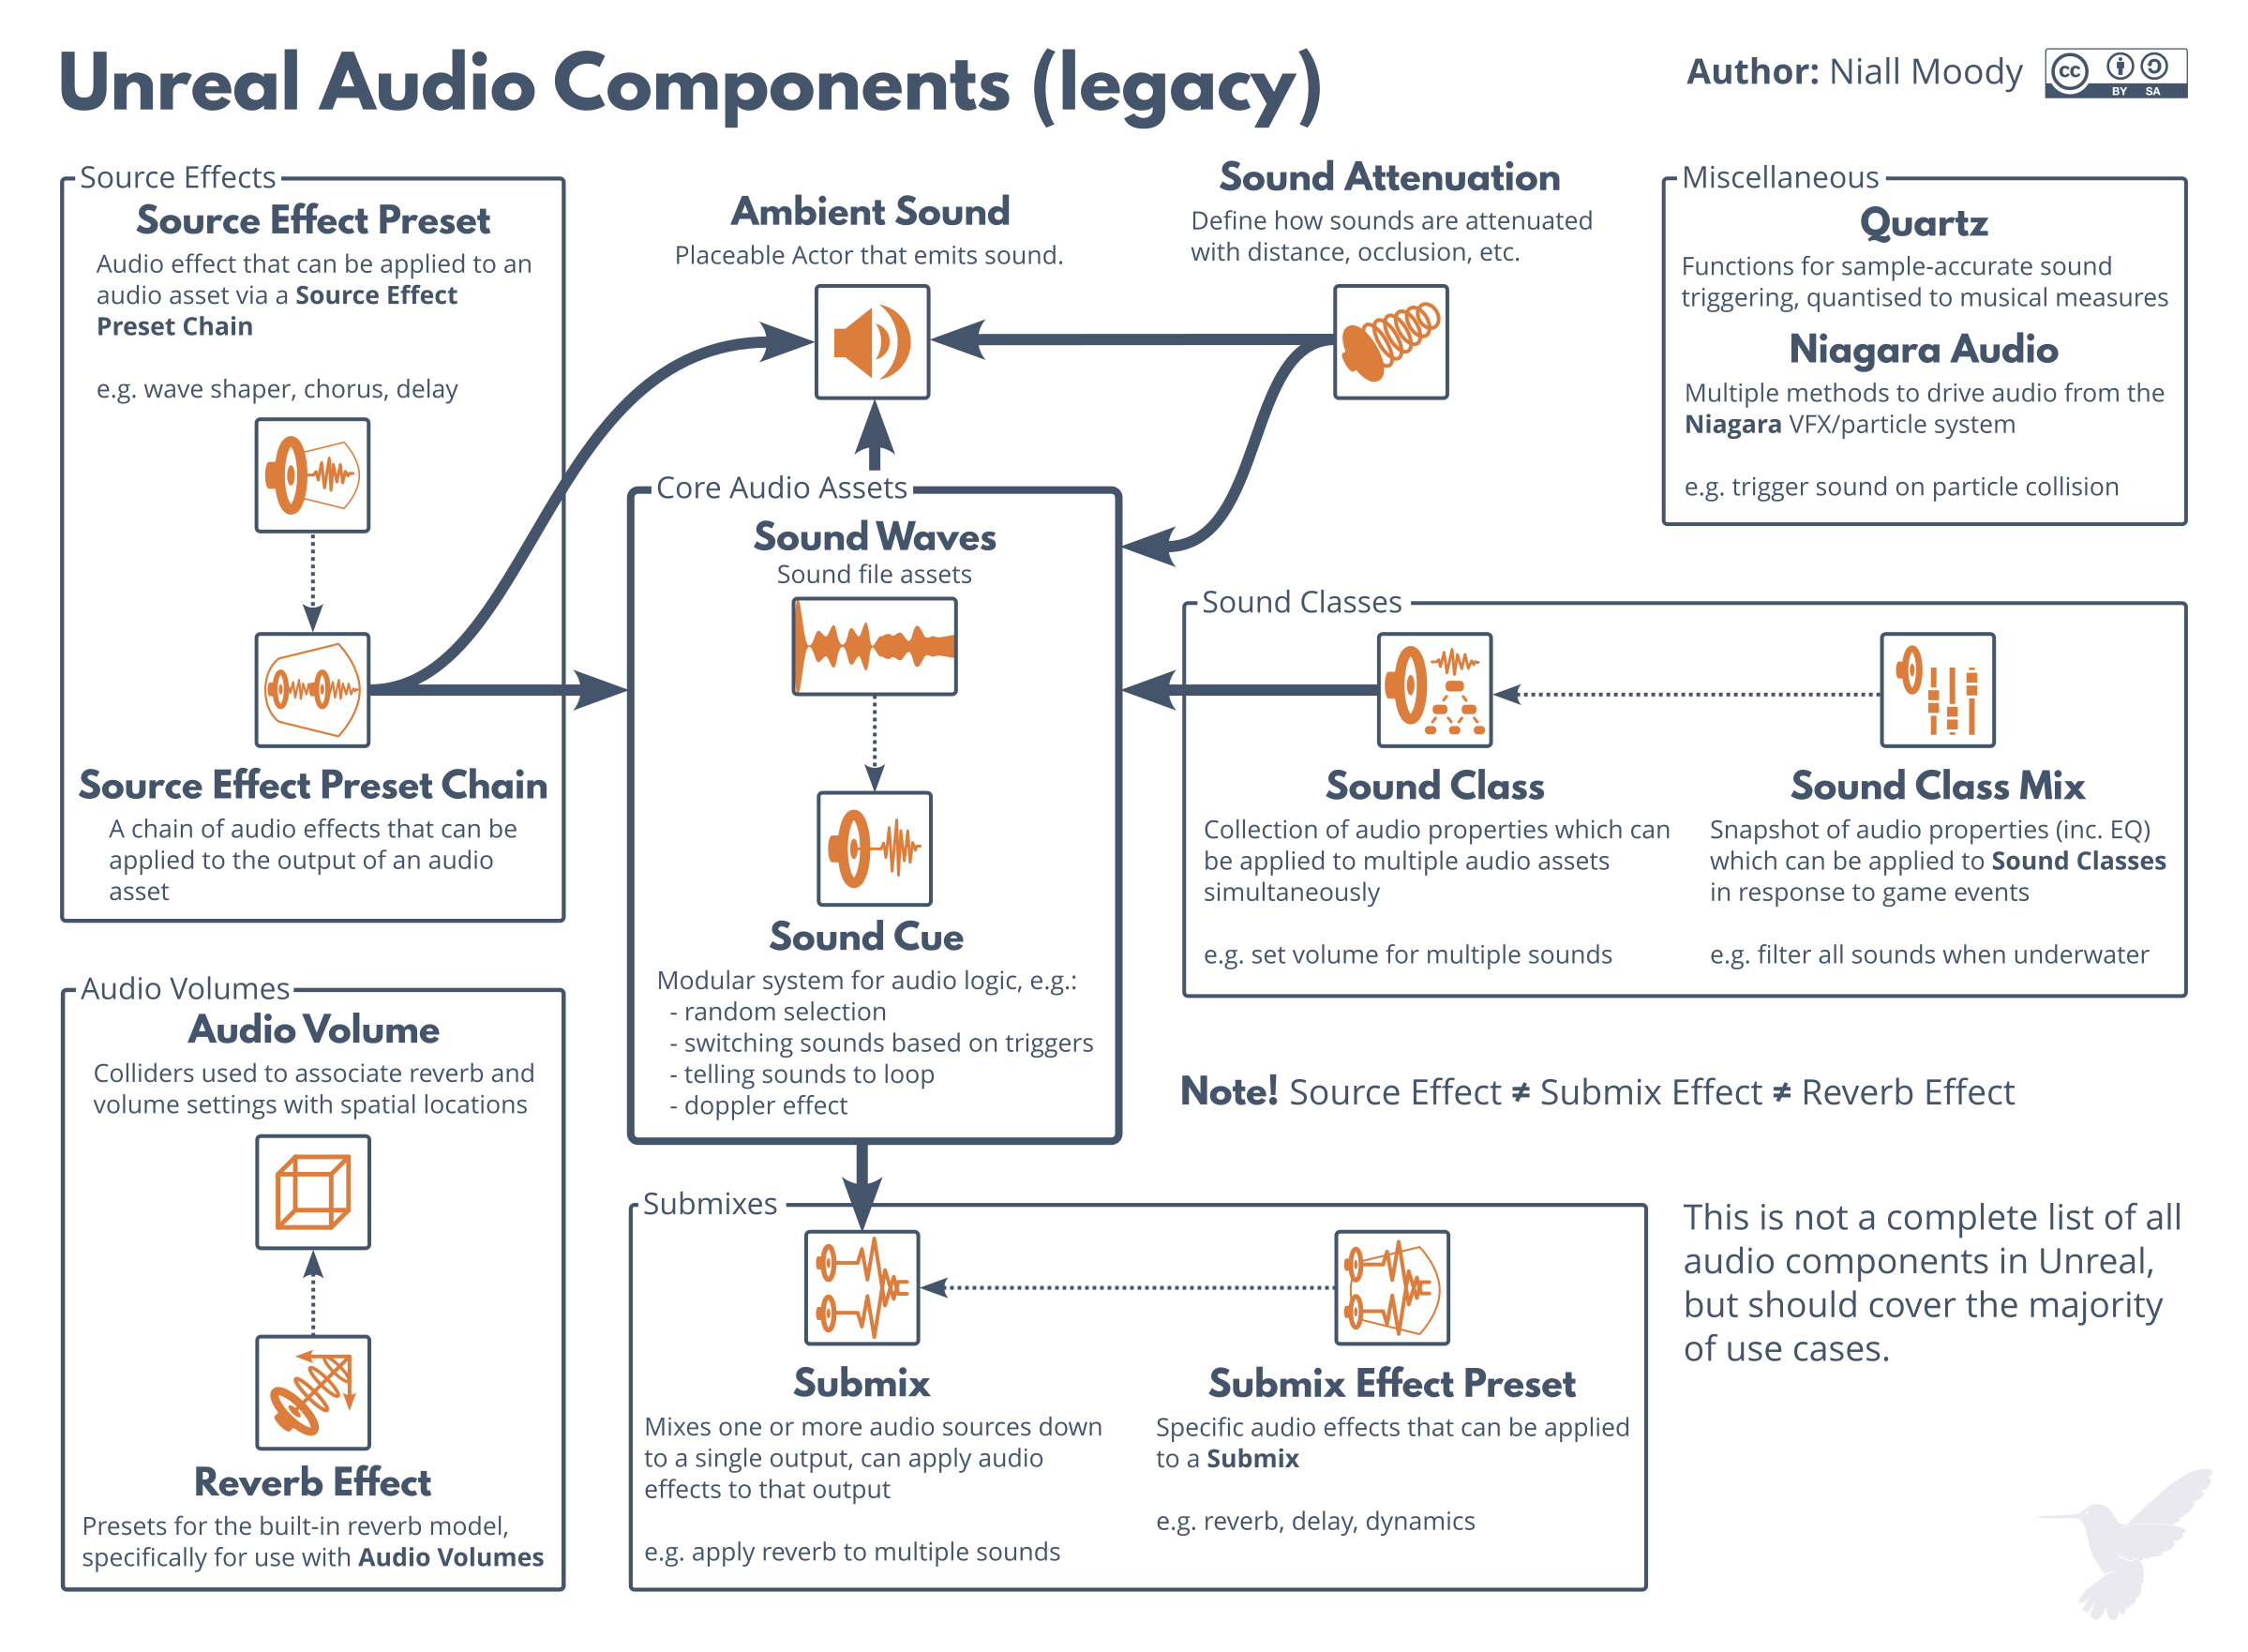 Unreal Audio Components (legacy)
Author: Niall Moody
cc
BY SA
Source Effects
Source Effect Preset
Audio effect that can be applied to an
audio asset via a Source Effect
Preset Chain
e.g. wave shaper, chorus, delay
Source Effect Preset Chain
A chain of audio effects that can be
applied to the output of an audio
asset
Ambient Sound
Placeable Actor that emits sound.
Sound Attenuation
Define how sounds are attenuated
with distance, occlusion, etc.
Miscellaneous
Quartz
Functions for sample-accurate sound
triggering, quantised to musical measures
Niagara Audio
Multiple methods to drive audio from the
Niagara VFX/particle system
e.g. trigger sound on particle collision
Core Audio Assets
Sound Waves
Sound file assets
Sound Cue
Modular system for audio logic, e.g.:
- random selection
- switching sounds based on triggers
- telling sounds to loop
- doppler effect
Sound Classes
Sound Class
Collection of audio properties which can
be applied to multiple audio assets
simultaneously
e.g. set volume for multiple sounds
Sound Class Mix
Snapshot of audio properties (inc. EQ)
which can be applied to Sound Classes
in response to game events
e.g. filter all sounds when underwater
Audio Volumes
Audio Volume
Colliders used to associate reverb and
volume settings with spatial locations
Reverb Effect
Presets for the built-in reverb model,
specifically for use with Audio Volumes
Note! Source Effect ≠ Submix Effect ≠ Reverb Effect
Submixes
Submix
Mixes one or more audio sources down
to a single output, can apply audio
effects to that output
e.g. apply reverb to multiple sounds
Submix Effect Preset
Specific audio effects that can be applied
to a Submix
e.g. reverb, delay, dynamics
This is not a complete list of all
audio components in Unreal,
but should cover the majority
of use cases.